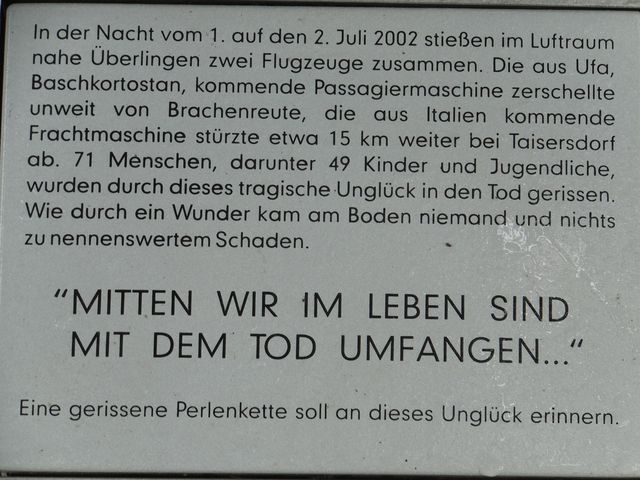 In der Nacht vom 1. auf den 2. Juli 2002 stießen im Luftraum
nahe Überlingen zwei Flugzeuge zusammen. Die aus Ufa,
Baschkortostan, kommende Passagiermaschine zerschellte
unweit von Brachenreute, die aus Italien kommende
Frachtmaschine stürzte etwa 15 km weiter bei Taisersdorf
ab. 71 Menschen, darunter 49 Kinder und Jugendliche,
wurden durch dieses tragische Unglück in den Tod gerissen.
Wie durch ein Wunder kam am Boden niemand und nichts
zu nennenswertem Schaden.
“MITTEN WIR IM LEBEN SIND
MIT DEM TOD UMFANGEN...“
Eine gerissene Perlenkette soll an dieses Unglück erinnern.